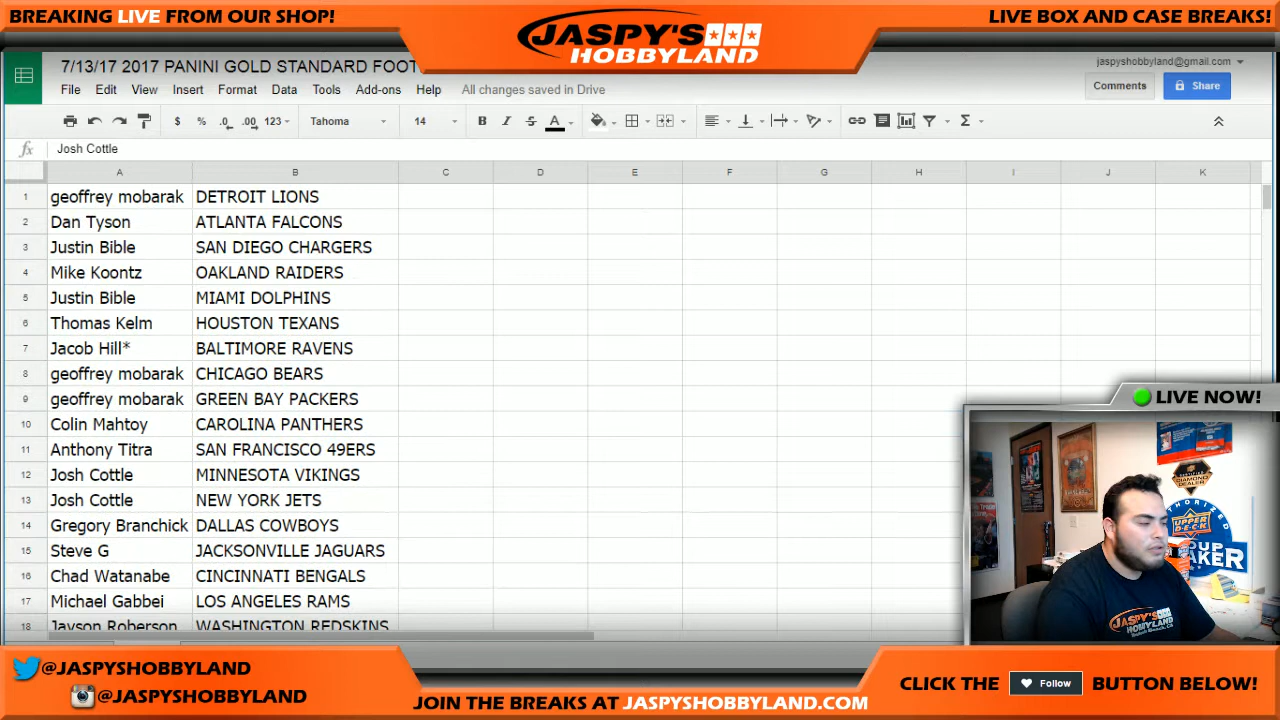 BREAKING LIVE FROM OUR SHOP!
JASPY'S
HOBBYLAND
LIVE BOX AND CASE BREAKS!
7/13/17 2017 PANINI GOLD STANDARD FOOT
jaspyshobbyland@gmail.com
File Edit View Insert Format Data Tools Add-ons Help All changes saved in Drive
Comments Share
$ % .0 .00 123 Tahoma 14 B I S A Σ
fx Josh Cottle
A B C D E F G H I J K
1 geoffrey mobarak DETROIT LIONS
2 Dan Tyson ATLANTA FALCONS
3 Justin Bible SAN DIEGO CHARGERS
4 Mike Koontz OAKLAND RAIDERS
5 Justin Bible MIAMI DOLPHINS
6 Thomas Kelm HOUSTON TEXANS
7 Jacob Hill* BALTIMORE RAVENS
8 geoffrey mobarak CHICAGO BEARS
9 geoffrey mobarak GREEN BAY PACKERS
10 Colin Mahtoy CAROLINA PANTHERS
11 Anthony Titra SAN FRANCISCO 49ERS
12 Josh Cottle MINNESOTA VIKINGS
13 Josh Cottle NEW YORK JETS
14 Gregory Branchick DALLAS COWBOYS
15 Steve G JACKSONVILLE JAGUARS
16 Chad Watanabe CINCINNATI BENGALS
17 Michael Gabbei LOS ANGELES RAMS
18 Jayson Roberson WASHINGTON REDSKINS
LIVE NOW!
DIAMOND
DEALER
UPPER
DECK
JASPY'S
HOBBYLAND
@JASPYSHOBBYLAND
@JASPYSHOBBYLAND
JOIN THE BREAKS AT JASPYSHOBBYLAND.COM
CLICK THE Follow BUTTON BELOW!